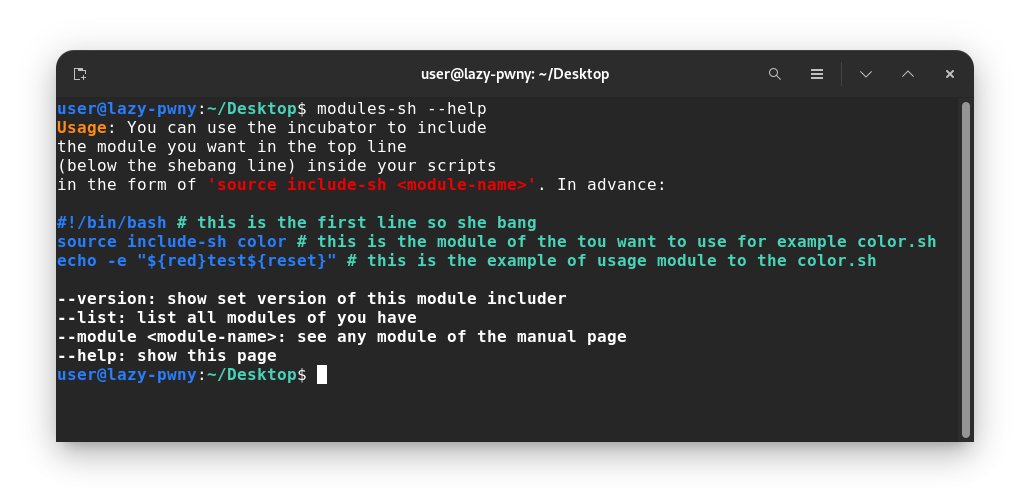 user@lazy-pwny: ~/Desktop
user@lazy-pwny:~/Desktop$ modules-sh --help
Usage: You can use the incubator to include
the module you want in the top line
(below the shebang line) inside your scripts
in the form of 'source include-sh <module-name>'. In advance:
#!/bin/bash # this is the first line so she bang
source include-sh color # this is the module of the tou want to use for example color.sh
echo -e "${red}test${reset}" # this is the example of usage module to the color.sh
--version: show set version of this module includer
--list: list all modules of you have
--module <module-name>: see any module of the manual page
--help: show this page
user@lazy-pwny:~/Desktop$